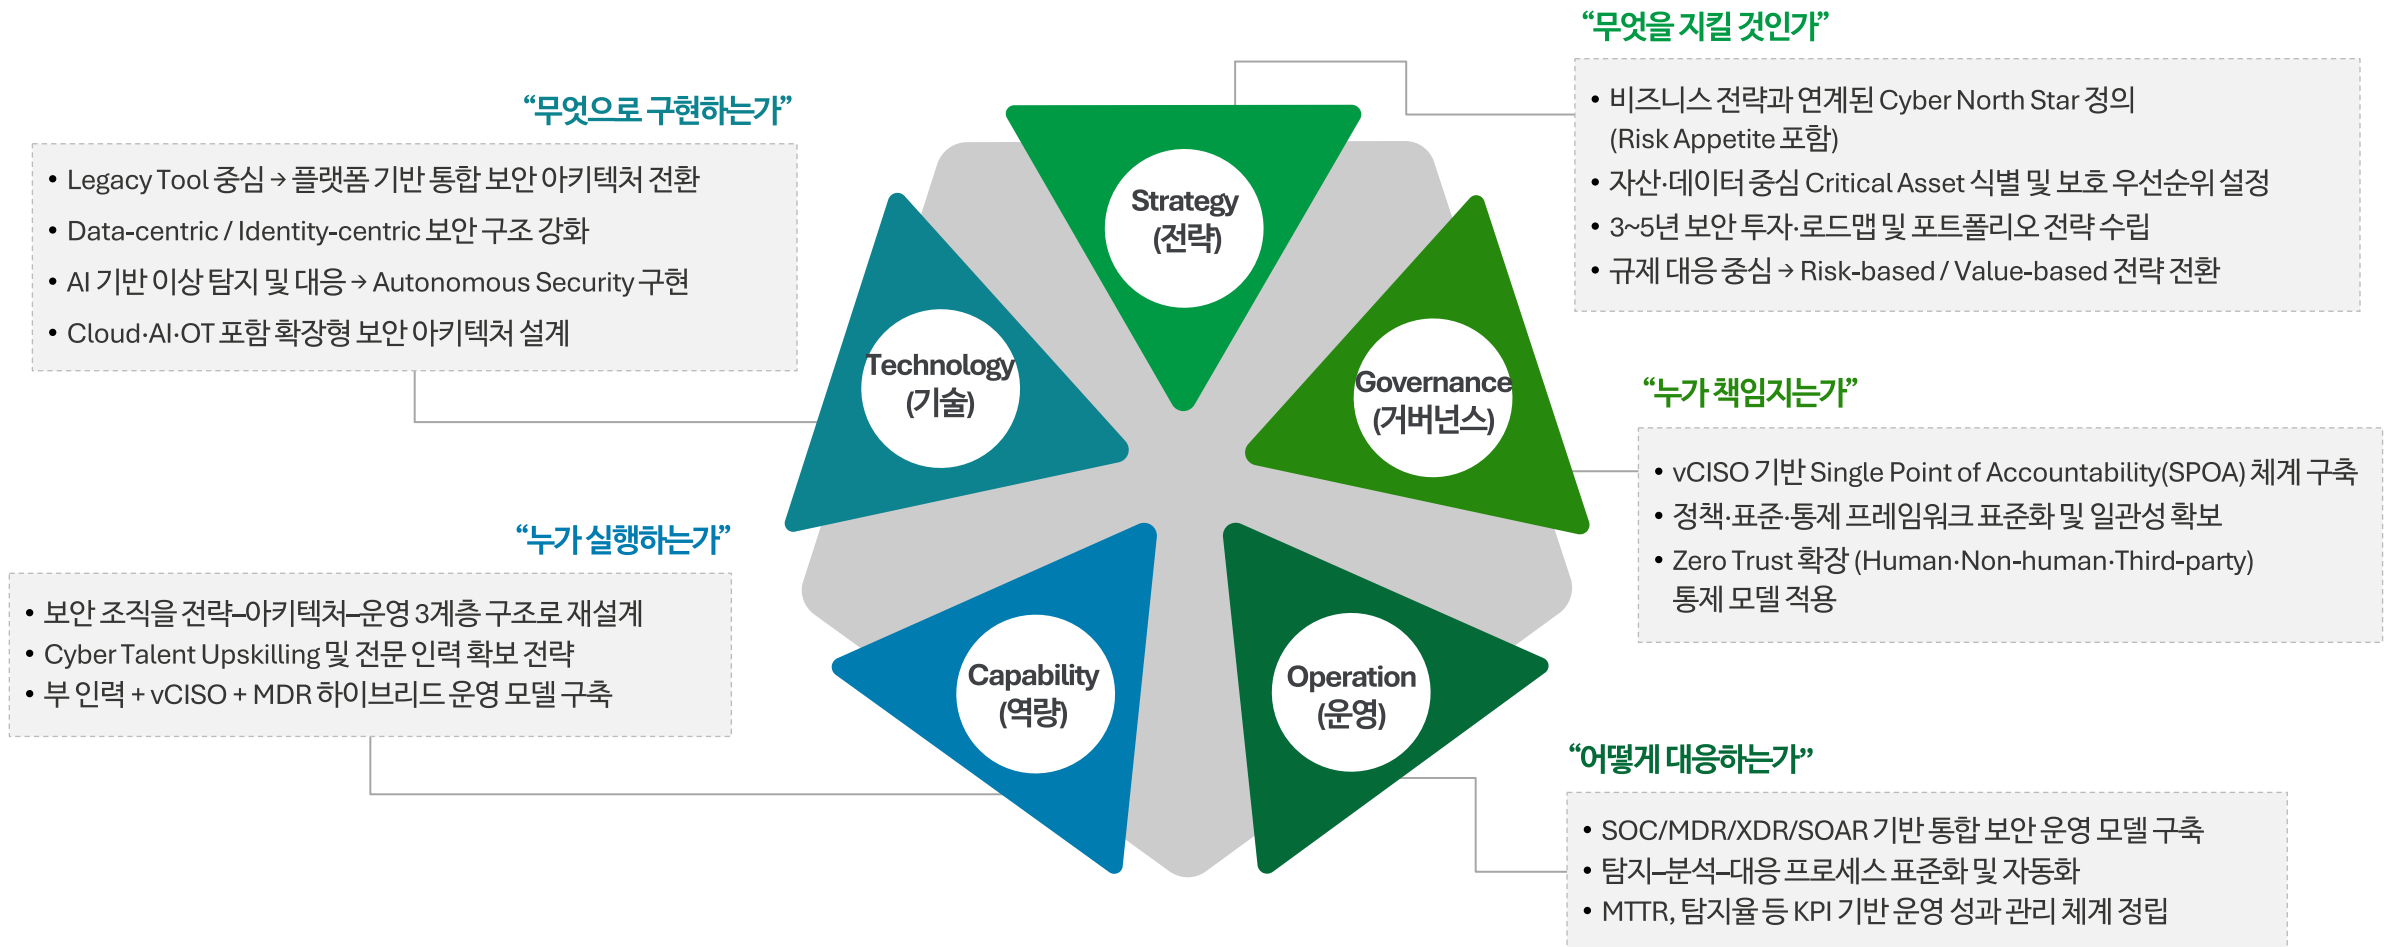 “무엇을 지킬 것인가”
• 비즈니스 전략과 연계된 Cyber North Star 정의
(Risk Appetite 포함)
• 자산·데이터 중심 Critical Asset 식별 및 보호 우선순위 설정
• 3~5년 보안 투자·로드맵 및 포트폴리오 전략 수립
• 규제 대응 중심 → Risk-based / Value-based 전략 전환
“무엇으로 구현하는가”
• Legacy Tool 중심 → 플랫폼 기반 통합 보안 아키텍처 전환
• Data-centric / Identity-centric 보안 구조 강화
• AI 기반 이상 탐지 및 대응 → Autonomous Security 구현
• Cloud·AI·OT 포함 확장형 보안 아키텍처 설계
Strategy
(전략)
Technology
(기술)
Governance
(거버넌스)
“누가 책임지는가”
• vCISO 기반 Single Point of Accountability(SPOA) 체계 구축
• 정책·표준·통제 프레임워크 표준화 및 일관성 확보
• Zero Trust 확장 (Human·Non-human·Third-party)
통제 모델 적용
“누가 실행하는가”
• 보안 조직을 전략–아키텍처–운영 3계층 구조로 재설계
• Cyber Talent Upskilling 및 전문 인력 확보 전략
• 부 인력 + vCISO + MDR 하이브리드 운영 모델 구축
Capability
(역량)
Operation
(운영)
“어떻게 대응하는가”
• SOC/MDR/XDR/SOAR 기반 통합 보안 운영 모델 구축
• 탐지–분석–대응 프로세스 표준화 및 자동화
• MTTR, 탐지율 등 KPI 기반 운영 성과 관리 체계 정립